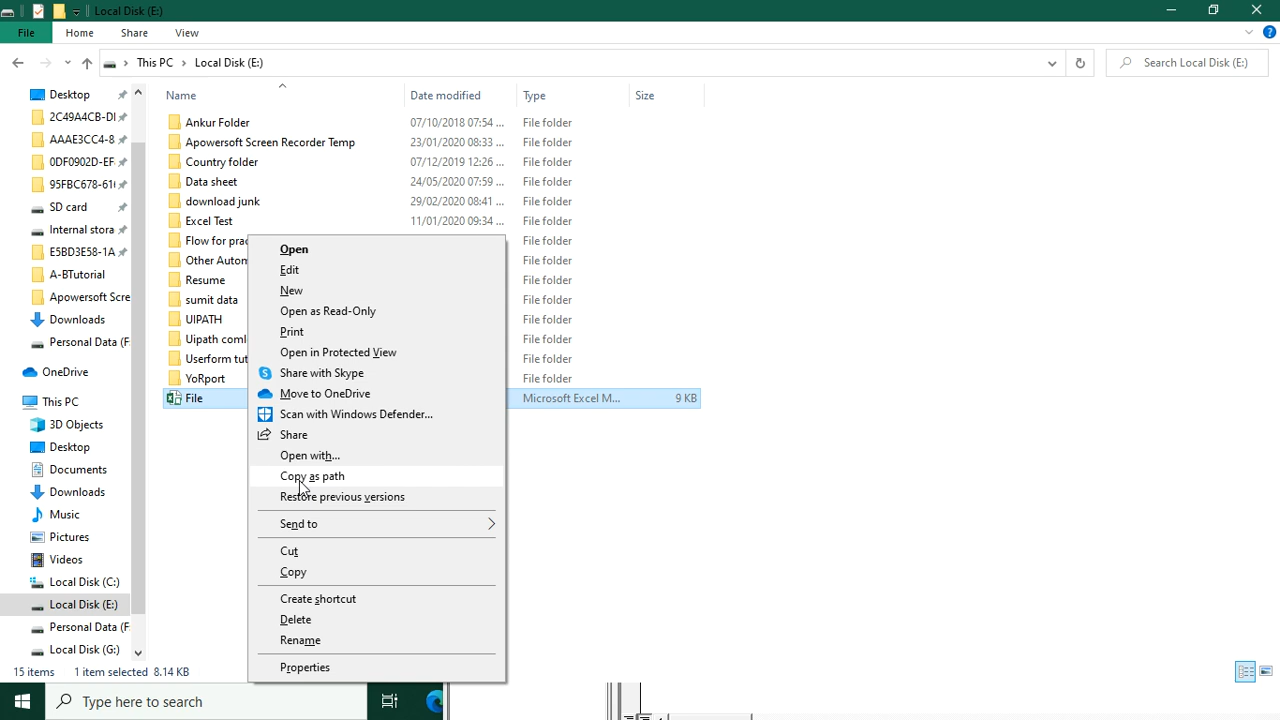 Local Disk (E:)
File Home Share View
This PC Local Disk (E:) Search Local Disk (E:)
Name Date modified Type Size
Desktop
2C49A4CB-DI
AAAE3CC4-8
0DF0902D-EF
95FBC678-61
SD card
Internal stora
E5BD3E58-1A
A-BTutorial
Apowersoft Scre
Downloads
Personal Data (F
OneDrive
This PC
3D Objects
Desktop
Documents
Downloads
Music
Pictures
Videos
Local Disk (C:)
Local Disk (E:)
Personal Data (F
Local Disk (G:)
Ankur Folder 07/10/2018 07:54 ... File folder
Apowersoft Screen Recorder Temp 23/01/2020 08:33 ... File folder
Country folder 07/12/2019 12:26 ... File folder
Data sheet 24/05/2020 07:59 ... File folder
download junk 29/02/2020 08:41 ... File folder
Excel Test 11/01/2020 09:34 ... File folder
Flow for prac File folder
Other Autom File folder
Resume File folder
sumit data File folder
UIPATH File folder
Uipath coml File folder
Userform tut File folder
YoRport File folder
File Microsoft Excel M... 9 KB
Open
Edit
New
Open as Read-Only
Print
Open in Protected View
Share with Skype
Move to OneDrive
Scan with Windows Defender...
Share
Open with...
Copy as path
Restore previous versions
Send to
Cut
Copy
Create shortcut
Delete
Rename
Properties
15 items 1 item selected 8.14 KB
Type here to search